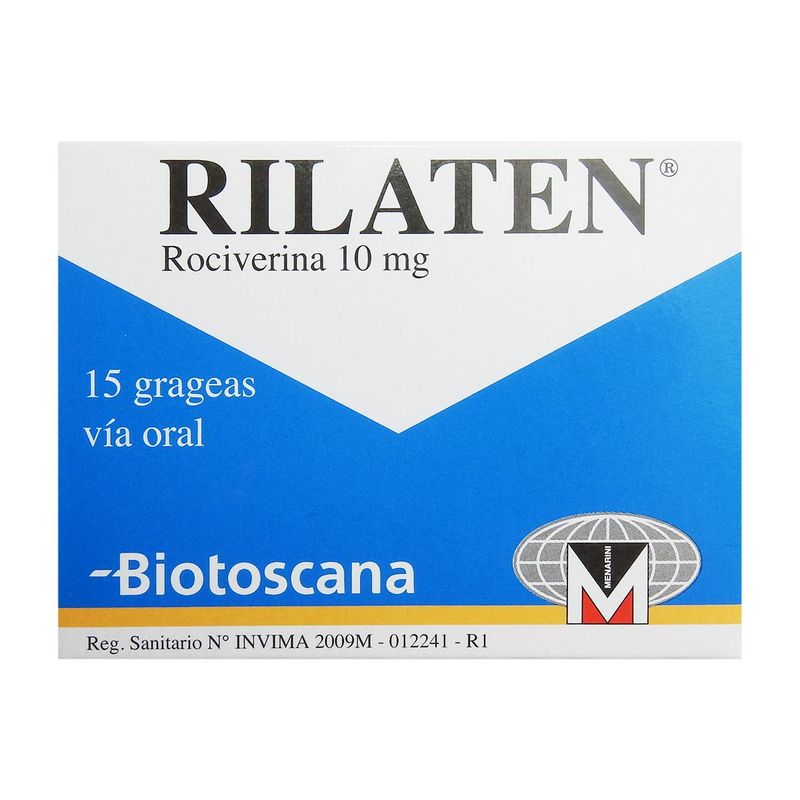 RILATEN®
Rociverina 10 mg
15 grageas
vía oral
Biotoscana
MENARINI
M
Reg. Sanitario N° INVIMA 2009M - 012241 - R1